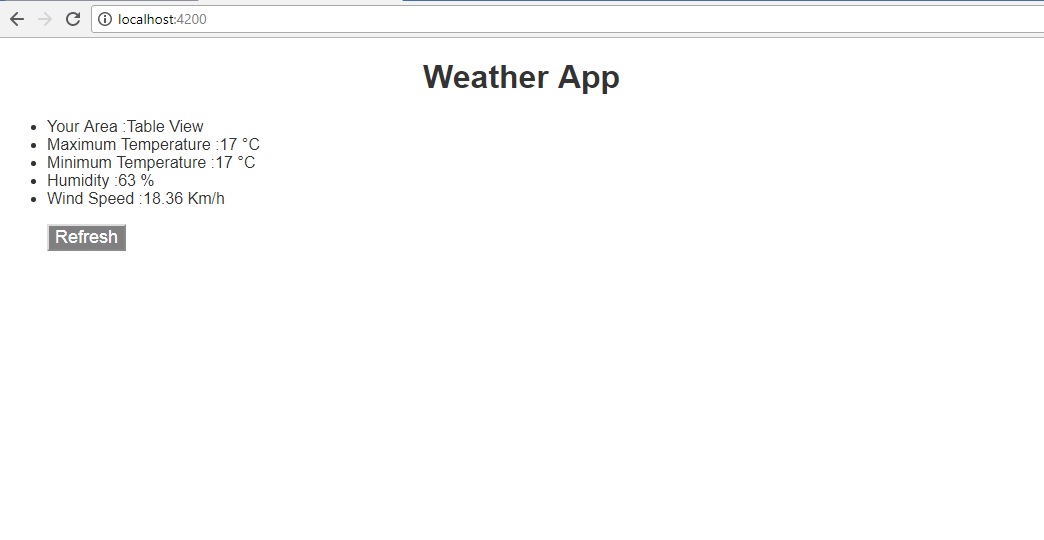 localhost:4200
Weather App
Your Area :Table View
Maximum Temperature :17 °C
Minimum Temperature :17 °C
Humidity :63 %
Wind Speed :18.36 Km/h
Refresh